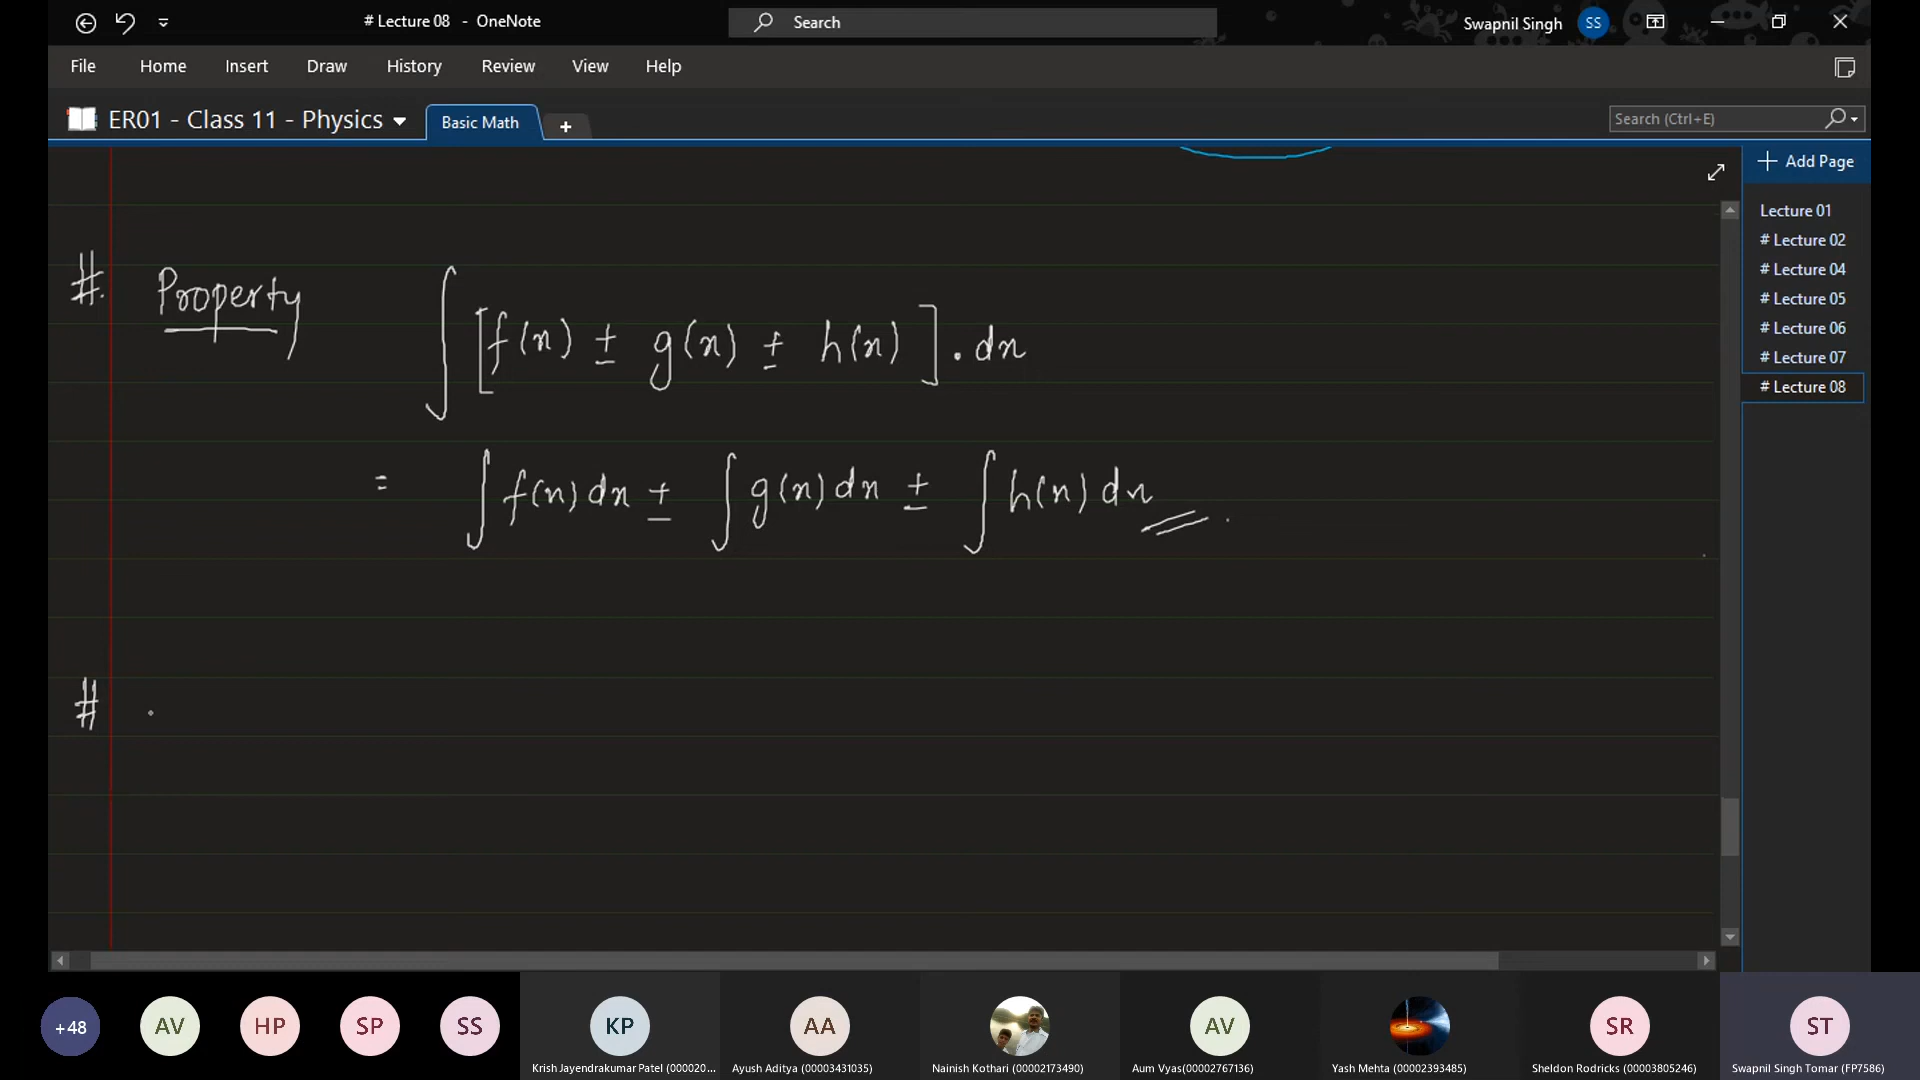 # Lecture 08 - OneNote
Search
Swapnil Singh SS
File Home Insert Draw History Review View Help
ER01 - Class 11 - Physics
Basic Math
+
Search (Ctrl+E)
Add Page
Lecture 01
# Lecture 02
# Lecture 04
# Lecture 05
# Lecture 06
# Lecture 07
# Lecture 08
#. Property ∫ [f(x) ± g(x) ± h(x)] . dx
= ∫ f(x) dx ± ∫ g(x) dx ± ∫ h(x) dx
#
+48 AV HP SP SS KP AA AV SR ST
Krish Jayendrakumar Patel (000020... Ayush Aditya (00003431035) Nainish Kothari (00002173490) Aum Vyas(00002767136) Yash Mehta (00002393485) Sheldon Rodricks (00003805246) Swapnil Singh Tomar (FP7586)